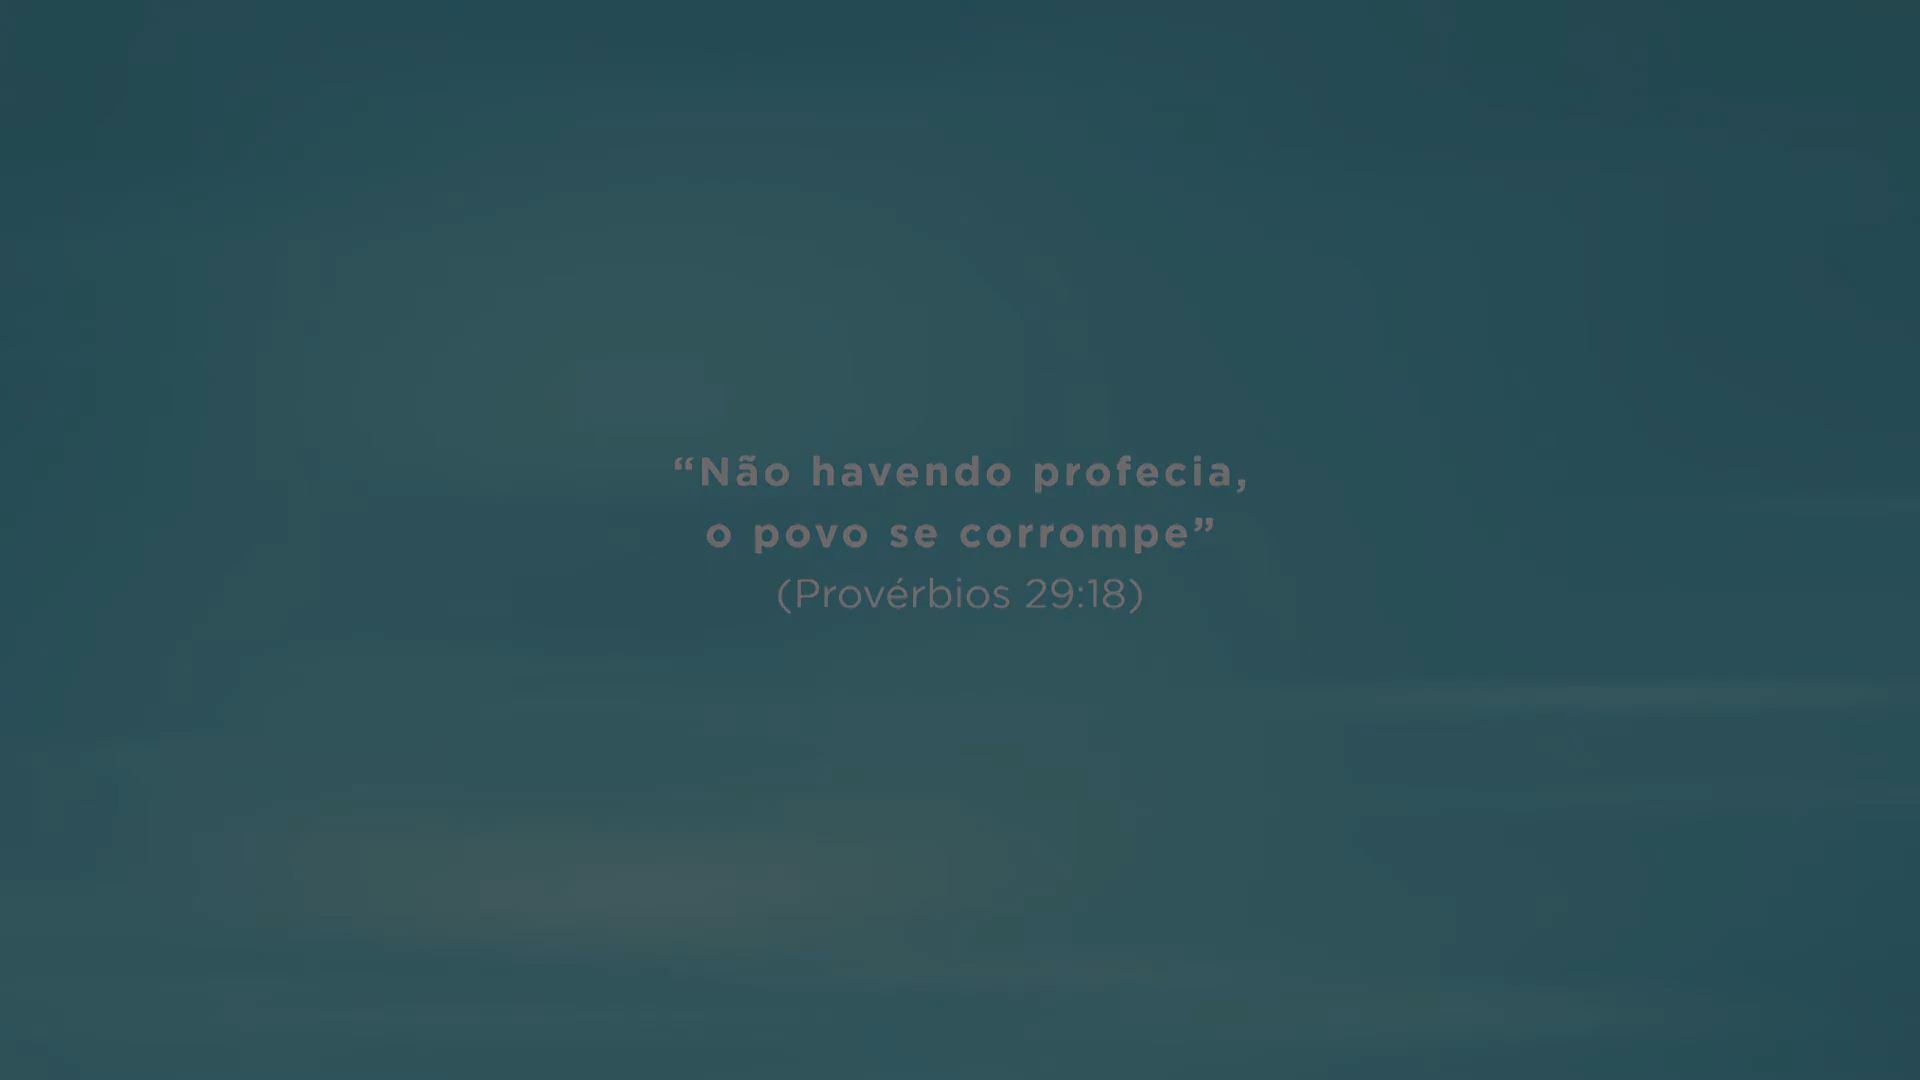 “Não havendo profecia,
o povo se corrompe”
(Provérbios 29:18)